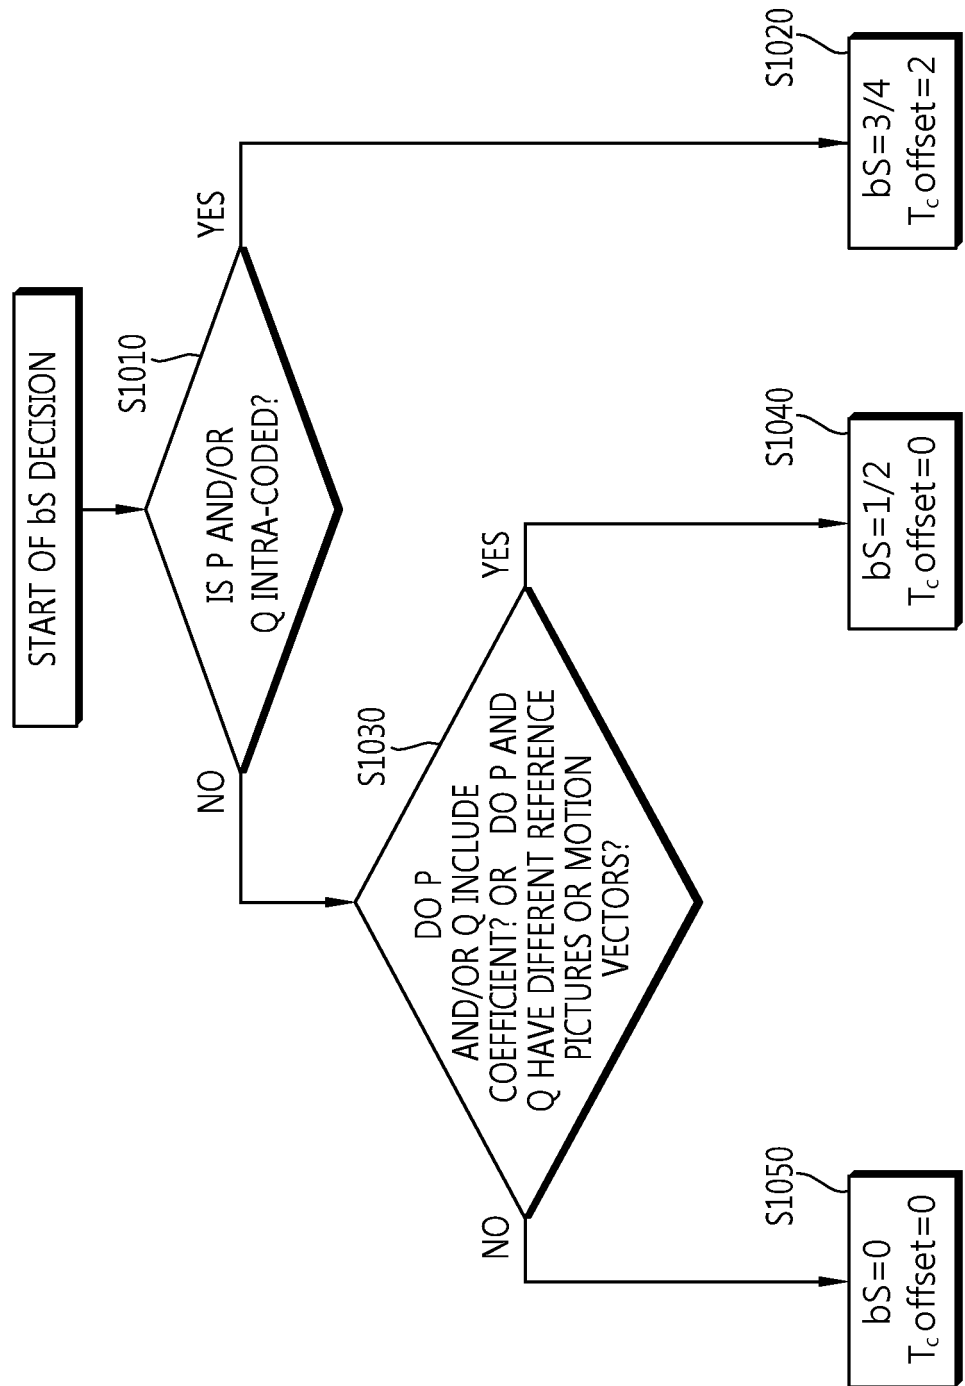 START OF bS DECISION
S1010
IS P AND/OR
Q INTRA-CODED?
NO
YES
S1030
DO P
AND/OR Q INCLUDE
COEFFICIENT? OR DO P AND
Q HAVE DIFFERENT REFERENCE
PICTURES OR MOTION
VECTORS?
NO
YES
S1050
bS=0
Tc offset=0
S1040
bS=1/2
Tc offset=0
S1020
bS=3/4
Tc offset=2